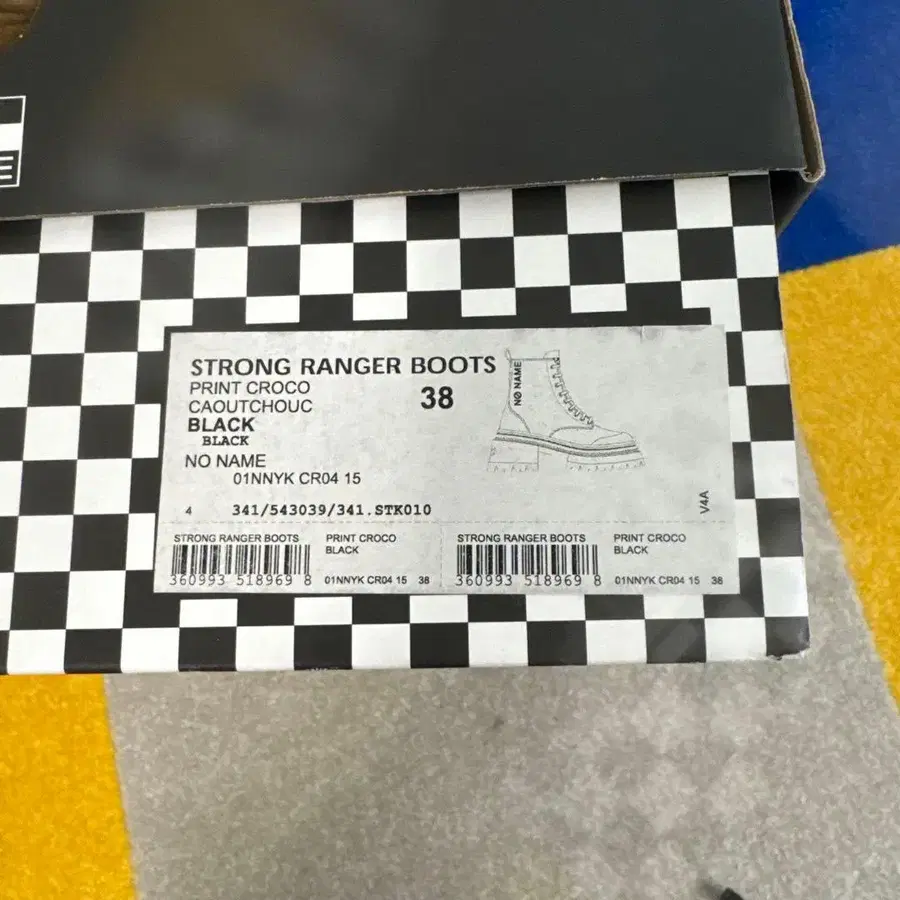 E
STRONG RANGER BOOTS
PRINT CROCO
CAOUTCHOUC
38
BLACK
BLACK
NO NAME
01NNYK CR04 15
4 341/543039/341.STK010
NØ NAME
V4A
STRONG RANGER BOOTS PRINT CROCO
BLACK
360993 518969 8 01NNYK CR04 15 38
STRONG RANGER BOOTS PRINT CROCO
BLACK
360993 518969 8 01NNYK CR04 15 38